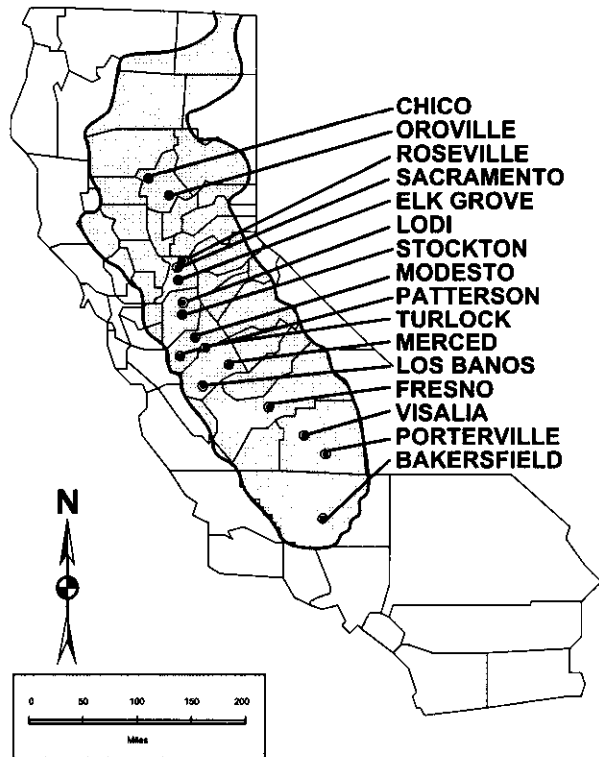 CHICO
OROVILLE
ROSEVILLE
SACRAMENTO
ELK GROVE
LODI
STOCKTON
MODESTO
PATTERSON
TURLOCK
MERCED
LOS BANOS
FRESNO
VISALIA
PORTERVILLE
BAKERSFIELD
N
0 50 100 150 200
Miles